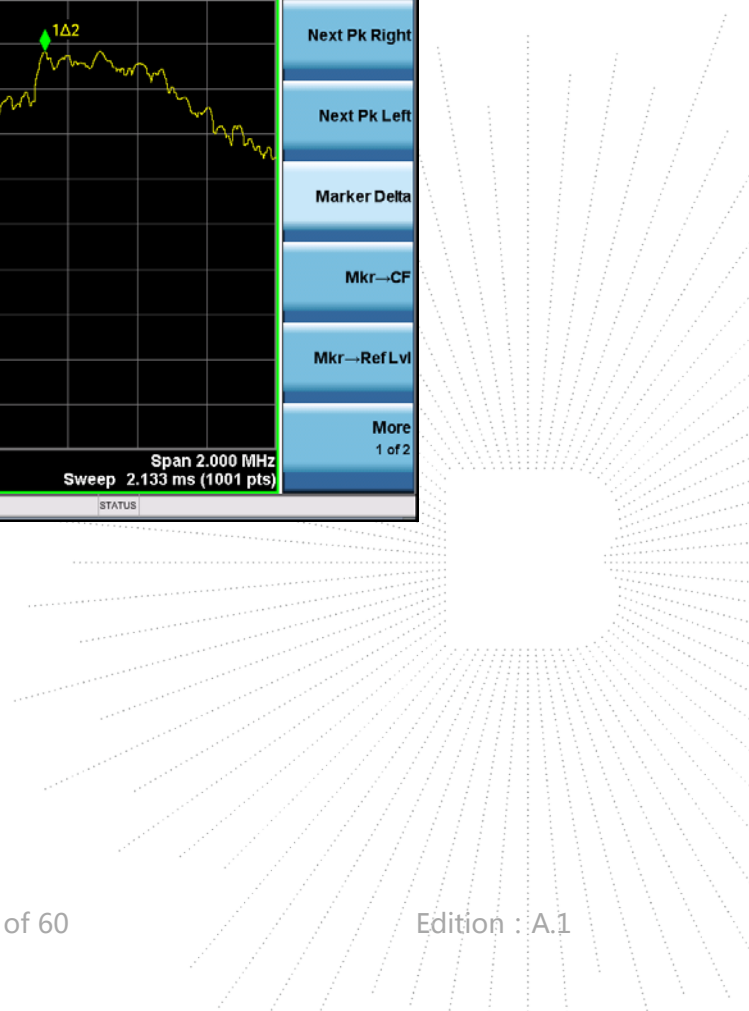 1Δ2
Next Pk Right
Next Pk Left
Marker Delta
Mkr→CF
Mkr→Ref Lvl
More
1 of 2
Span 2.000 MHz
Sweep 2.133 ms (1001 pts)
STATUS
of 60 Edition : A.1